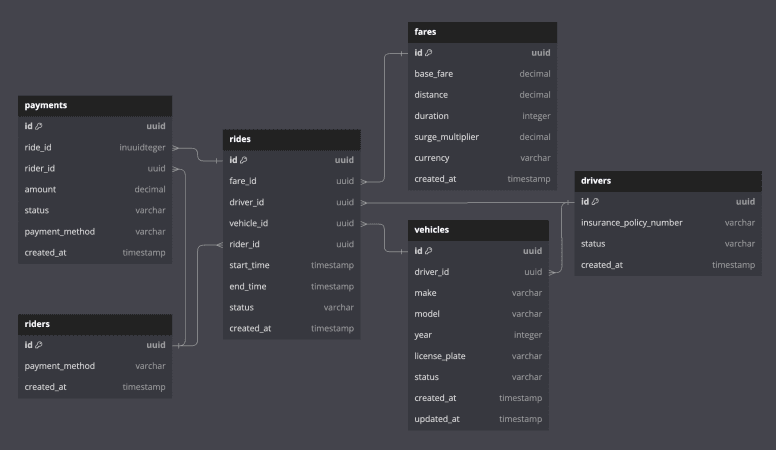 fares
id uuid
base_fare decimal
distance decimal
duration integer
surge_multiplier decimal
currency varchar
created_at timestamp
payments
id uuid
ride_id inuuidteger
rider_id uuid
amount decimal
status varchar
payment_method varchar
created_at timestamp
rides
id uuid
fare_id uuid
driver_id uuid
vehicle_id uuid
rider_id uuid
start_time timestamp
end_time timestamp
status varchar
created_at timestamp
drivers
id uuid
insurance_policy_number varchar
status varchar
created_at timestamp
vehicles
id uuid
driver_id uuid
make varchar
model varchar
year integer
license_plate varchar
status varchar
created_at timestamp
updated_at timestamp
riders
id uuid
payment_method varchar
created_at timestamp